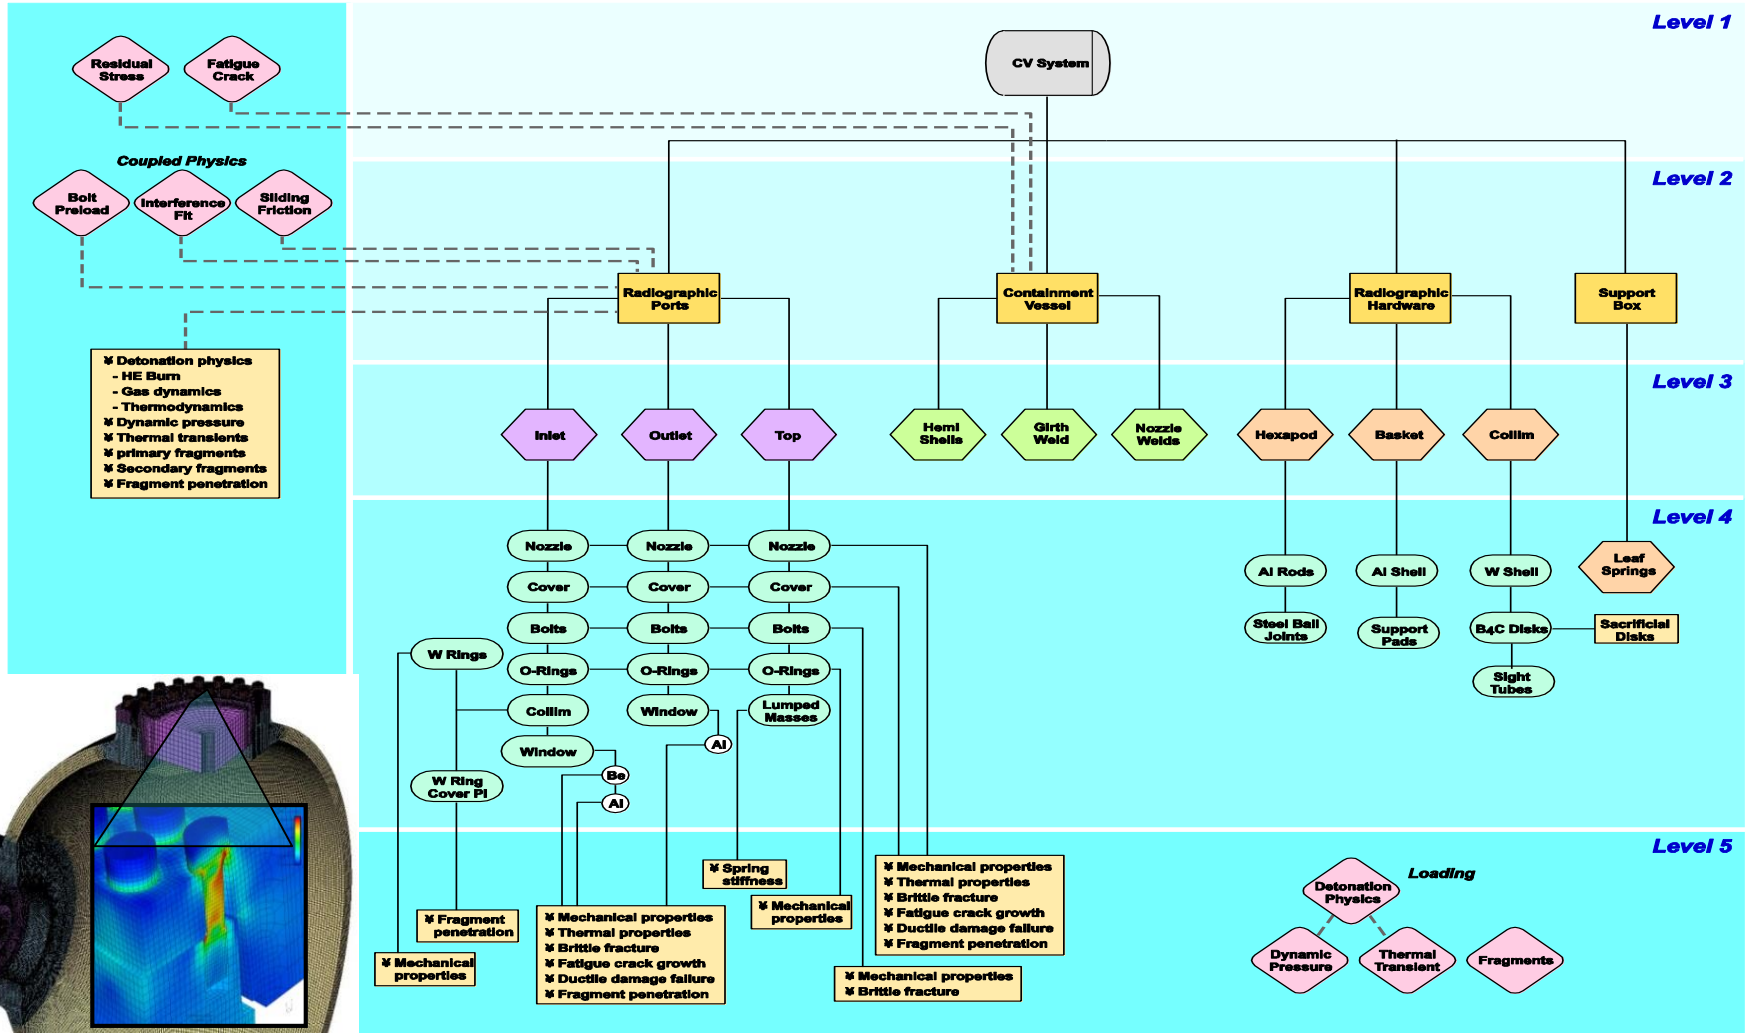 Level 1
CV System
Residual
Stress
Fatigue
Crack
Coupled Physics
Level 2
Bolt
Preload
Interference
Fit
Sliding
Friction
Radiographic
Ports
Containment
Vessel
Radiographic
Hardware
Support
Box
¥ Detonation physics
- HE Burn
- Gas dynamics
- Thermodynamics
¥ Dynamic pressure
¥ Thermal transients
¥ primary fragments
¥ Secondary fragments
¥ Fragment penetration
Level 3
Inlet
Outlet
Top
Hemi
Shells
Girth
Weld
Nozzle
Welds
Hexapod
Basket
Collim
Level 4
Nozzle
Nozzle
Nozzle
Cover
Cover
Cover
Bolts
Bolts
Bolts
W Rings
O-Rings
O-Rings
O-Rings
Collim
Window
Lumped
Masses
Window
Al
Be
Al
W Ring
Cover Pl
Al Rods
Al Shell
W Shell
Leaf
Springs
Steel Ball
Joints
Support
Pads
B4C Disks
Sacrificial
Disks
Sight
Tubes
Level 5
¥ Fragment
penetration
¥ Mechanical
properties
¥ Mechanical properties
¥ Thermal properties
¥ Brittle fracture
¥ Fatigue crack growth
¥ Ductile damage failure
¥ Fragment penetration
¥ Spring
stiffness
¥ Mechanical
properties
¥ Mechanical properties
¥ Thermal properties
¥ Brittle fracture
¥ Fatigue crack growth
¥ Ductile damage failure
¥ Fragment penetration
¥ Mechanical properties
¥ Brittle fracture
Loading
Detonation
Physics
Dynamic
Pressure
Thermal
Transient
Fragments